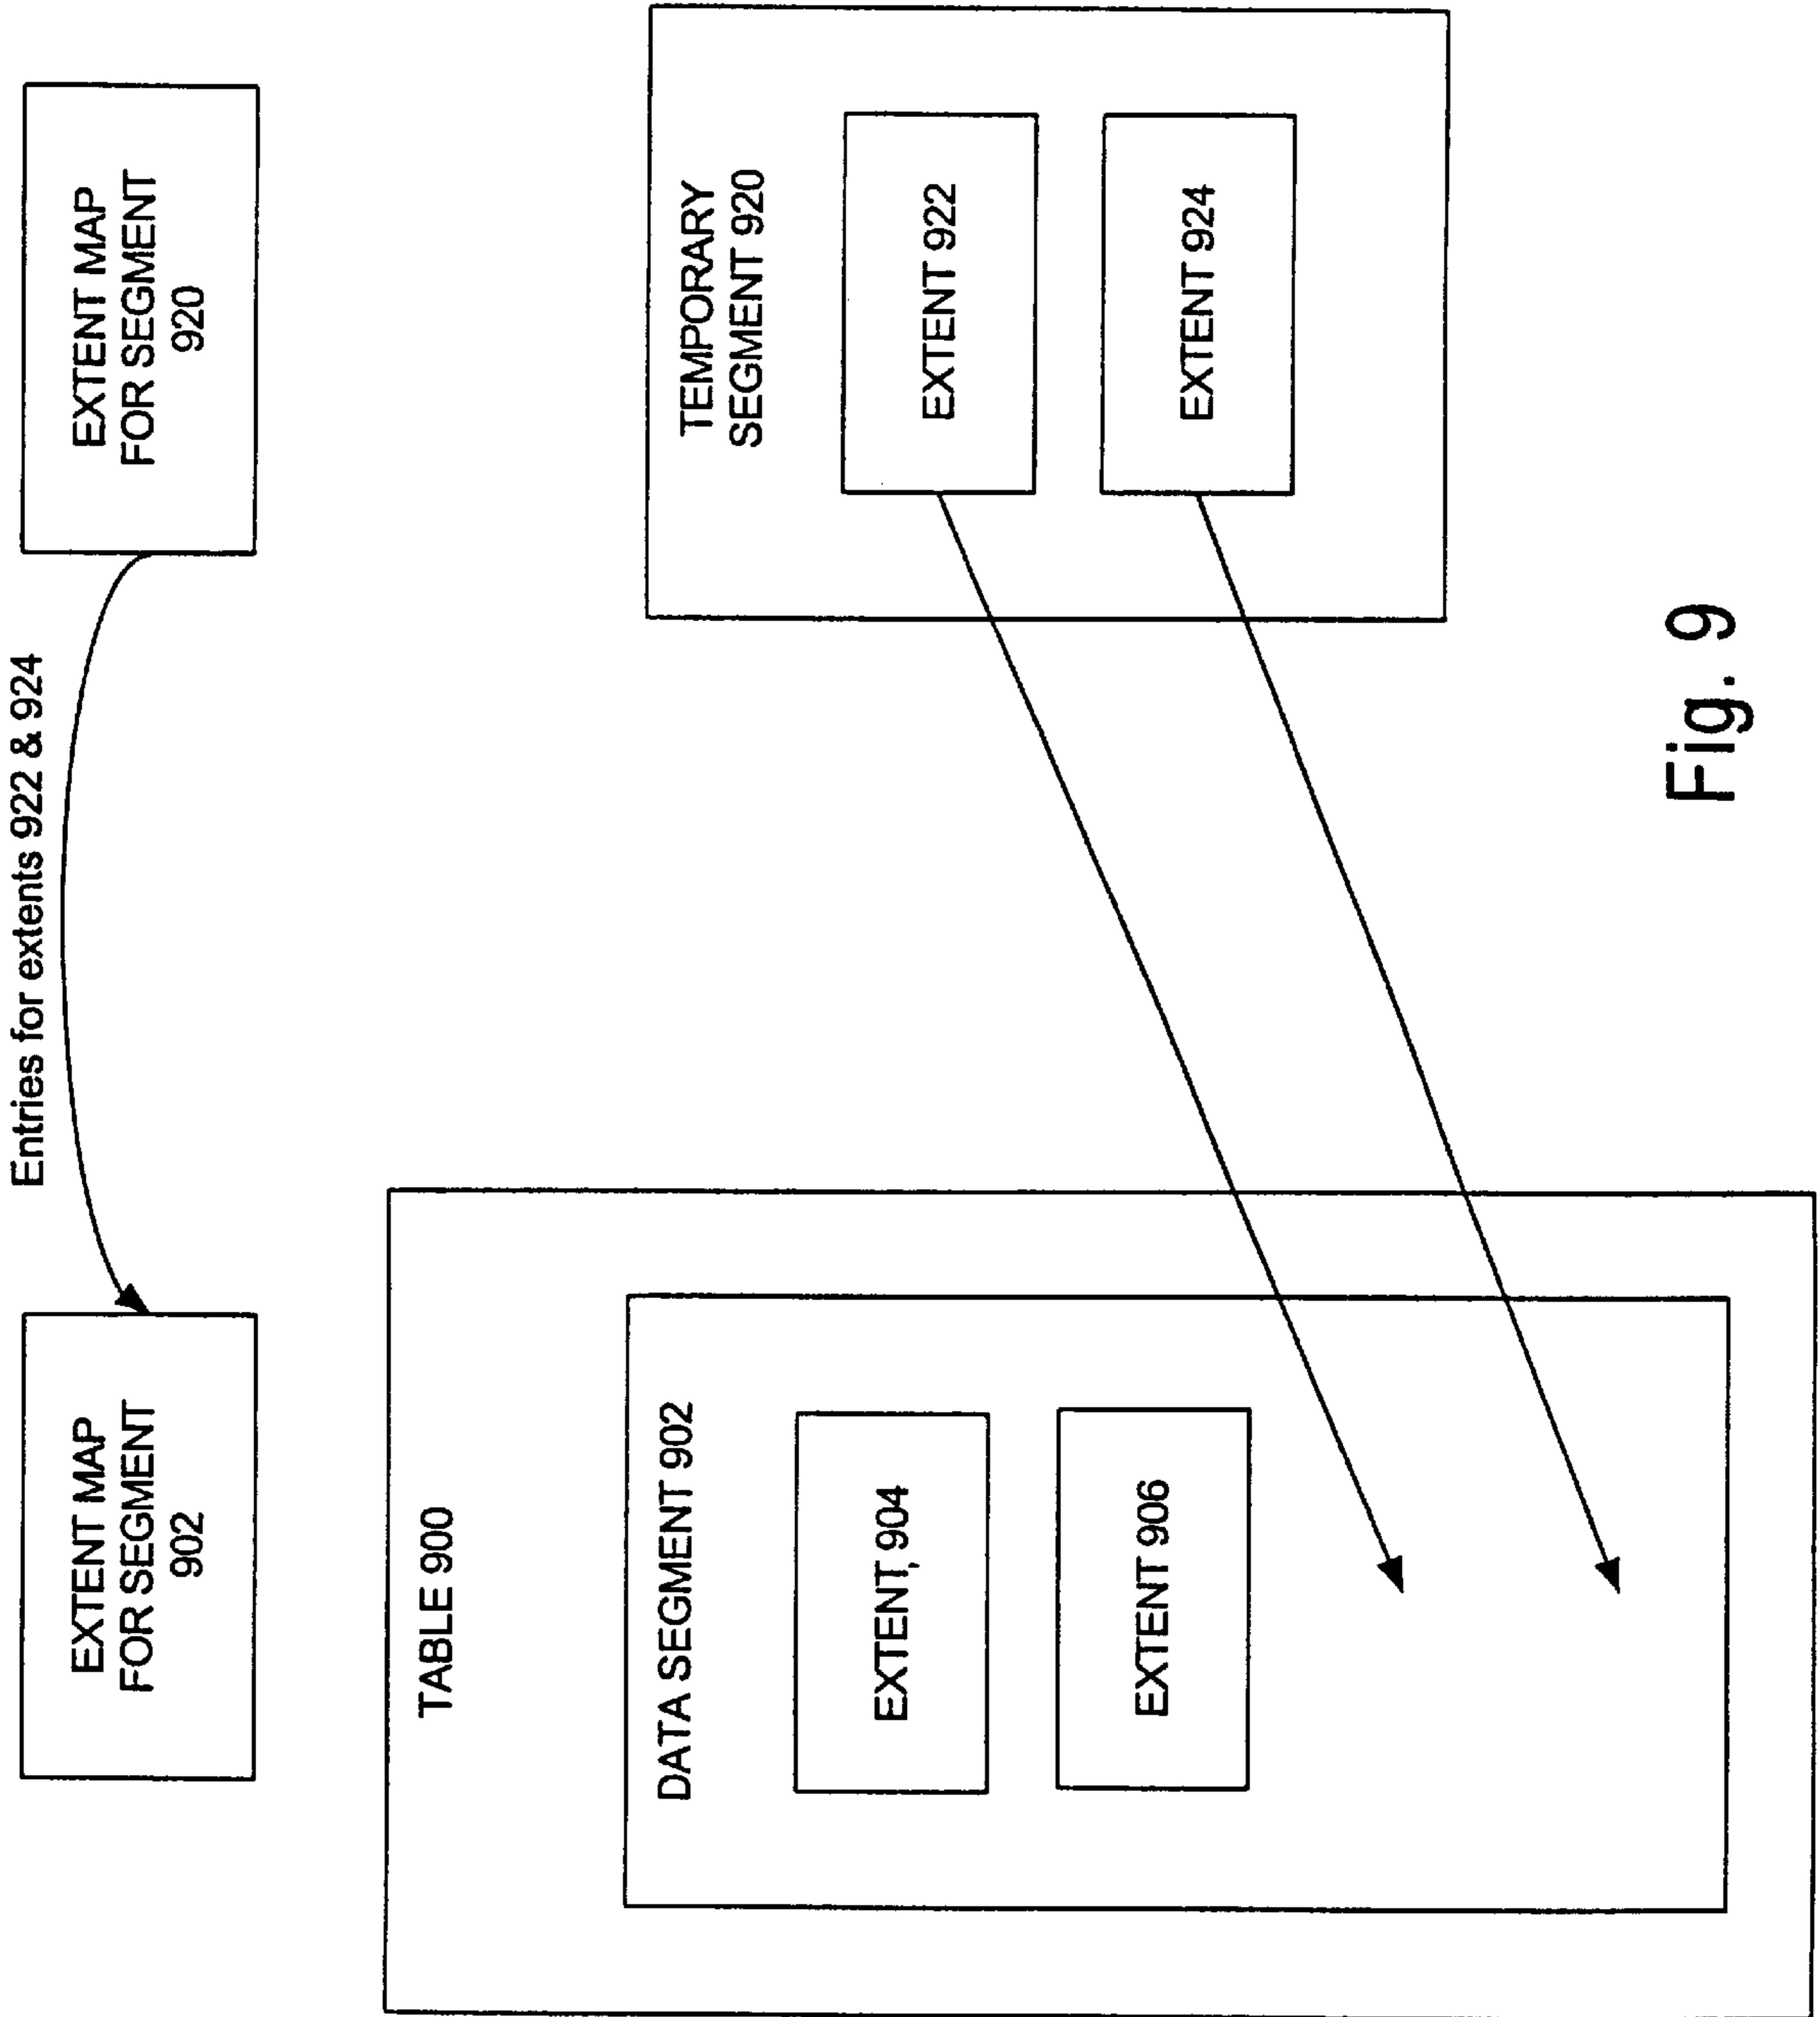 EXTENT MAP
FOR SEGMENT
902
Entries for extents 922 & 924
EXTENT MAP
FOR SEGMENT
920
TABLE 900
DATA SEGMENT 902
EXTENT 904
EXTENT 906
TEMPORARY
SEGMENT 920
EXTENT 922
EXTENT 924
Fig. 9